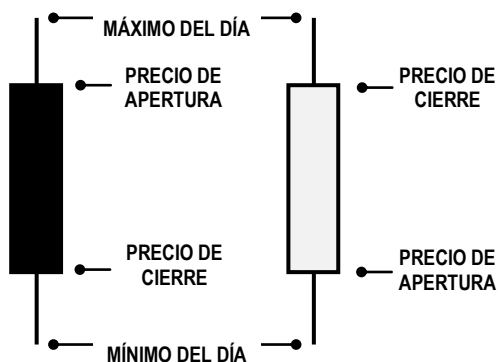 MÁXIMO DEL DÍA
PRECIO DE
APERTURA
PRECIO DE
CIERRE
PRECIO DE
CIERRE
PRECIO DE
APERTURA
MÍNIMO DEL DÍA